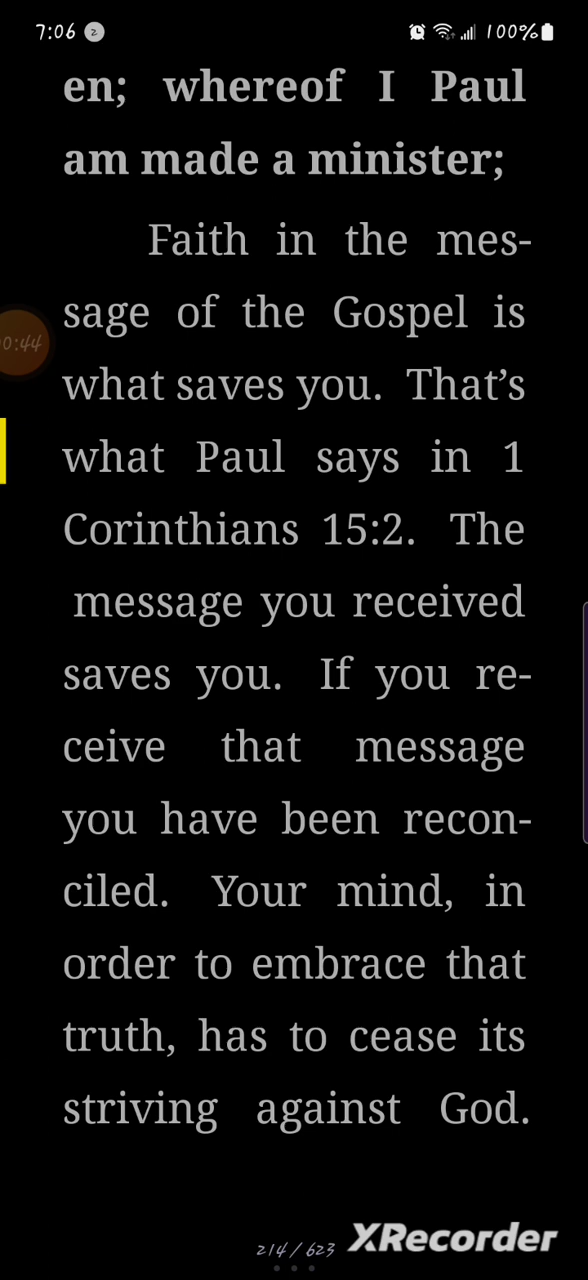 7:06 2 100%
en; whereof I Paul
am made a minister;
Faith in the mes-
sage of the Gospel is
0:44
what saves you. That’s
what Paul says in 1
Corinthians 15:2. The
message you received
saves you. If you re-
ceive that message
you have been recon-
ciled. Your mind, in
order to embrace that
truth, has to cease its
striving against God.
214/623 XRecorder